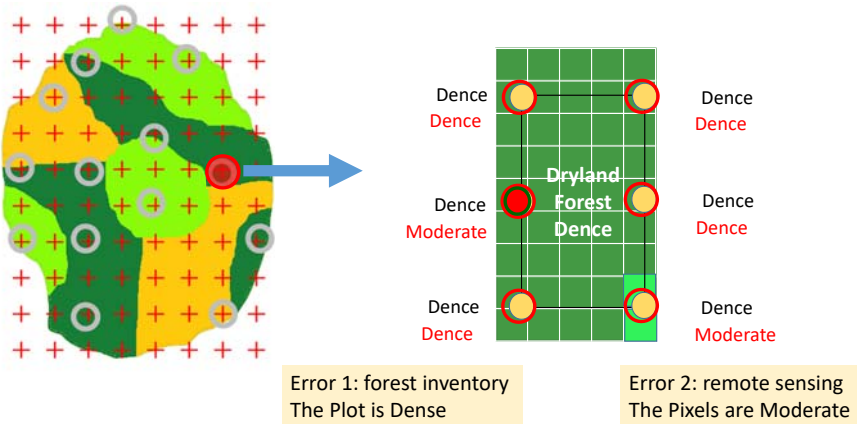 Dence
Dence
Dence
Dence
Dryland
Forest
Dence
Dence
Moderate
Dence
Dence
Dence
Dence
Dence
Moderate
Error 1: forest inventory
The Plot is Dense
Error 2: remote sensing
The Pixels are Moderate